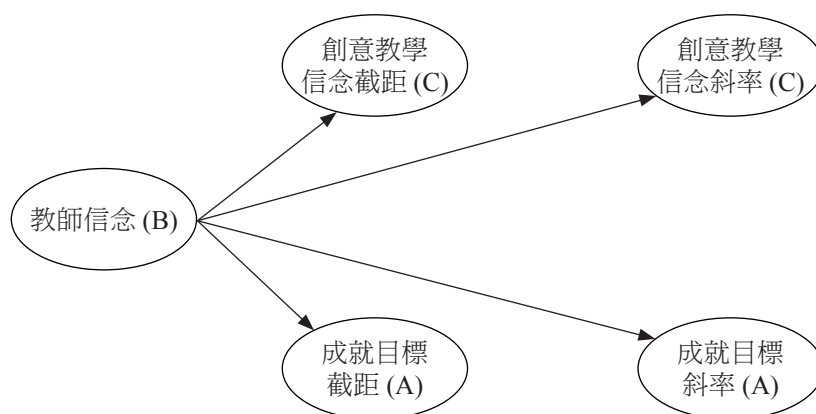 創意教學
信念截距 (C)
創意教學
信念斜率 (C)
教師信念 (B)
成就目標
截距 (A)
成就目標
斜率 (A)